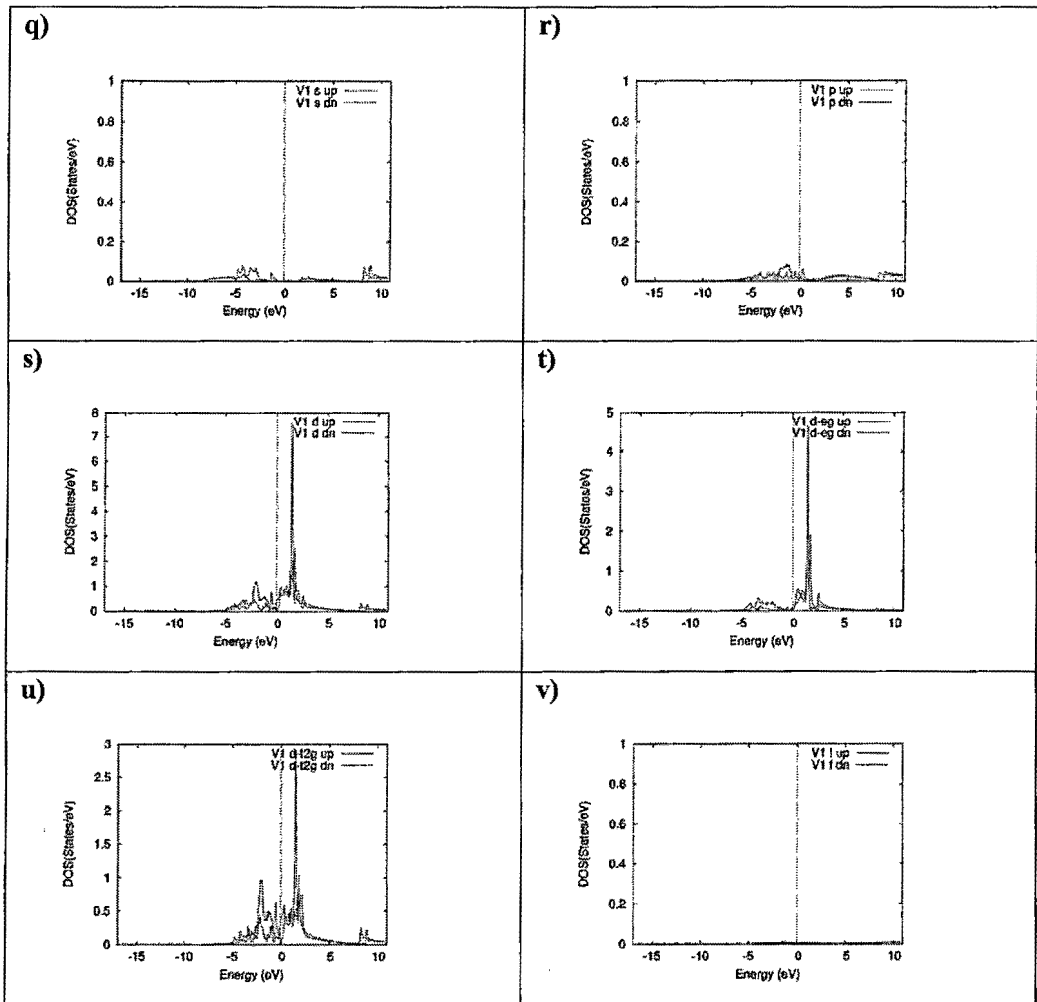 q)
1
0.8
0.6
0.4
0.2
0
DOS(States/eV)
V1 s up
V1 s dn
-15
-10
-5
0
5
10
Energy (eV)
r)
1
0.8
0.6
0.4
0.2
0
DOS(States/eV)
V1 p up
V1 p dn
-15
-10
-5
0
5
10
Energy (eV)
s)
8
7
6
5
4
3
2
1
0
DOS(States/eV)
V1 d up
V1 d dn
-15
-10
-5
0
5
10
Energy (eV)
t)
5
4
3
2
1
0
DOS(States/eV)
V1 d-eg up
V1 d-eg dn
-15
-10
-5
0
5
10
Energy (eV)
u)
3
2.5
2
1.5
1
0.5
0
DOS(States/eV)
V1 d-t2g up
V1 d-t2g dn
-15
-10
-5
0
5
10
Energy (eV)
v)
1
0.8
0.6
0.4
0.2
0
DOS(States/eV)
V1 f up
V1 f dn
-15
-10
-5
0
5
10
Energy (eV)